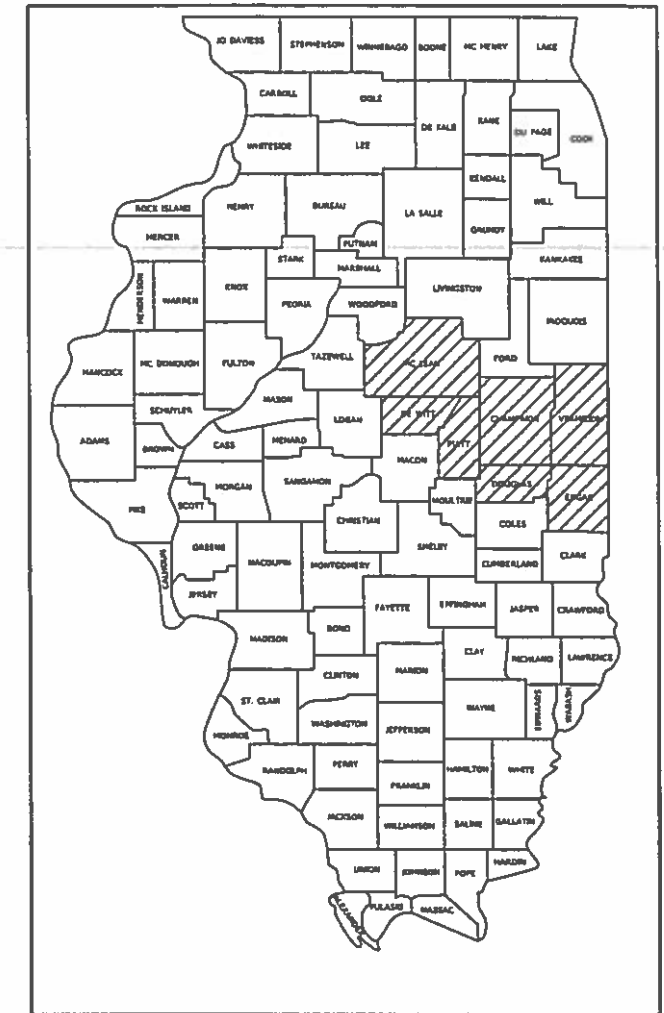 JO DAVIESS
STEPHENSON
WINNEBAGO
BOONE
MC HENRY
LAKE
CARROLL
OGLE
DE KALB
KANE
DU PAGE
COOK
WHITESIDE
LEE
KENDALL
WILL
ROCK ISLAND
HENRY
BUREAU
LA SALLE
GRUNDY
MERCER
PUTNAM
KANKAKEE
STARK
MARSHALL
HENDERSON
WARREN
KNOX
PEORIA
WOODFORD
LIVINGSTON
IROQUOIS
HANCOCK
MC DONOUGH
FULTON
TAZEWELL
MC LEAN
FORD
SCHUYLER
MASON
LOGAN
DE WITT
CHAMPAIGN
VERMILION
ADAMS
BROWN
CASS
MENARD
MACON
PIATT
PIKE
SCOTT
MORGAN
SANGAMON
CHRISTIAN
MOULTRIE
DOUGLAS
EDGAR
COLES
CALHOUN
GREENE
MACOUPIN
MONTGOMERY
SHELBY
CUMBERLAND
CLARK
JERSEY
FAYETTE
EFFINGHAM
JASPER
CRAWFORD
MADISON
BOND
CLAY
RICHLAND
LAWRENCE
CLINTON
MARION
ST. CLAIR
WAYNE
EDWARDS
WABASH
MONROE
WASHINGTON
JEFFERSON
RANDOLPH
PERRY
HAMILTON
WHITE
FRANKLIN
JACKSON
WILLIAMSON
SALINE
GALLATIN
UNION
JOHNSON
POPE
HARDIN
ALEXANDER
PULASKI
MASSAC